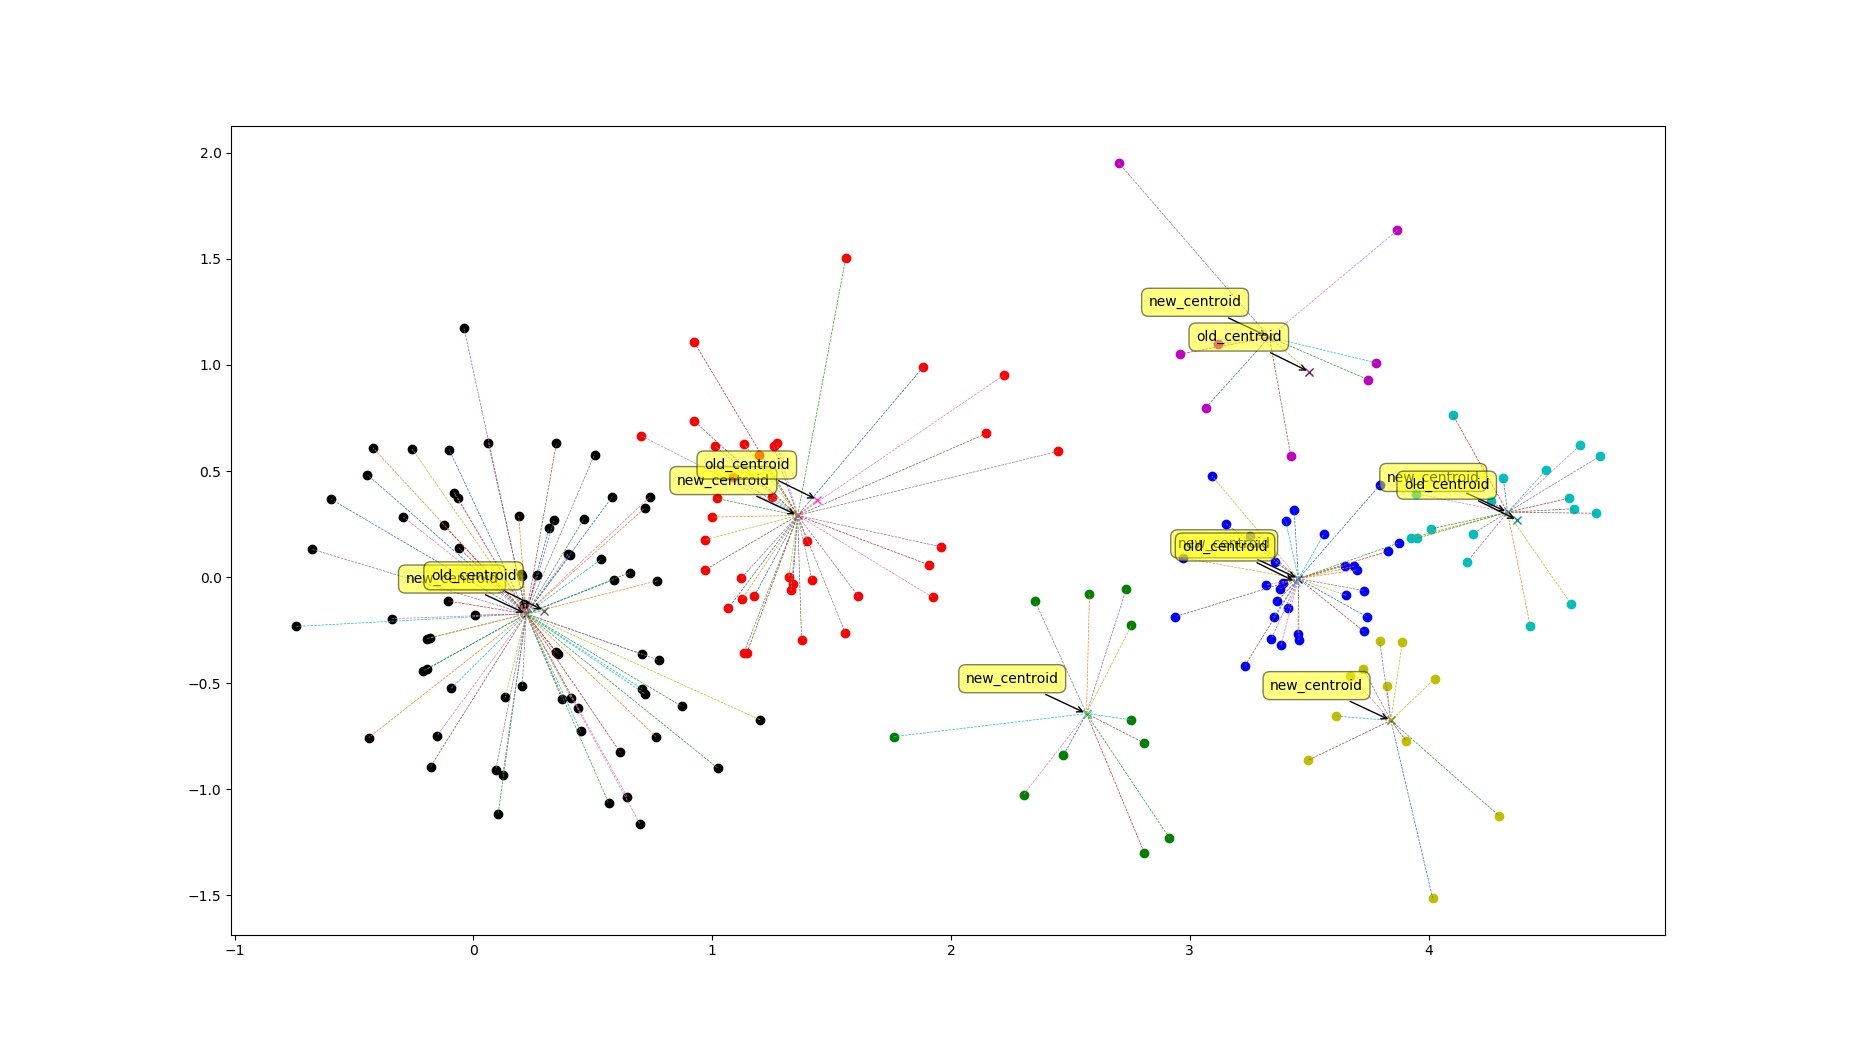 2.0
1.5
new_centroid
old_centroid
1.0
old_centroid
new_centroid
new_centroid
old_centroid
0.5
new_centroid
old_centroid
new_centroid
old_centroid
0.0
new_centroid
new_centroid
−0.5
−1.0
−1.5
−1 0 1 2 3 4